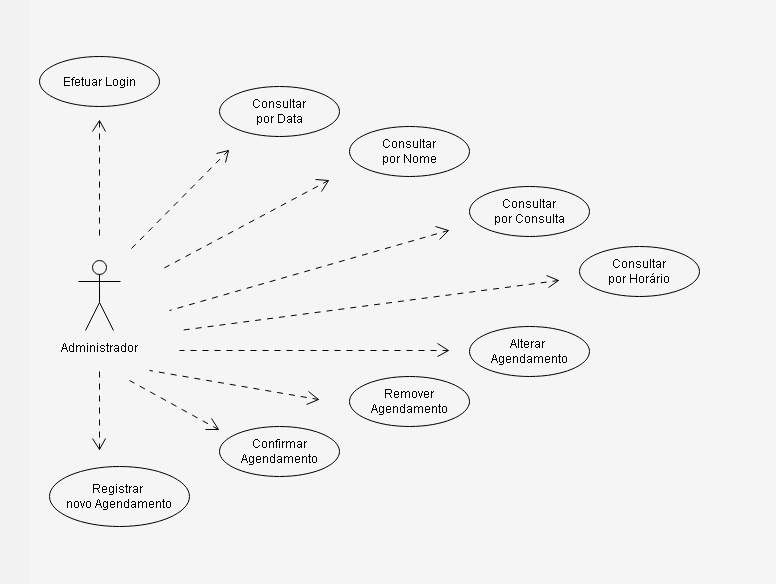 Efetuar Login
Consultar
por Data
Consultar
por Nome
Consultar
por Consulta
Consultar
por Horário
Administrador
Alterar
Agendamento
Remover
Agendamento
Confirmar
Agendamento
Registrar
novo Agendamento